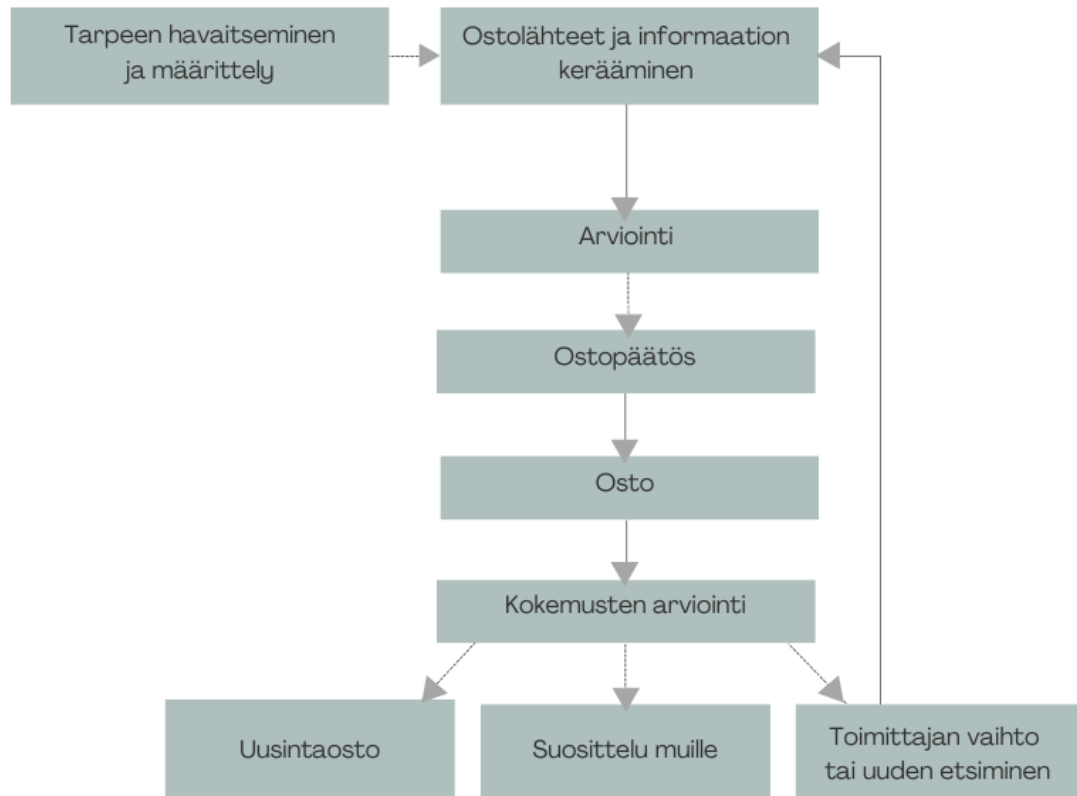 Tarpeen havaitseminen
ja määrittely
Ostolähteet ja informaation
kerääminen
Arviointi
Ostopäätös
Osto
Kokemusten arviointi
Uusintaosto
Suosittelu muille
Toimittajan vaihto
tai uuden etsiminen